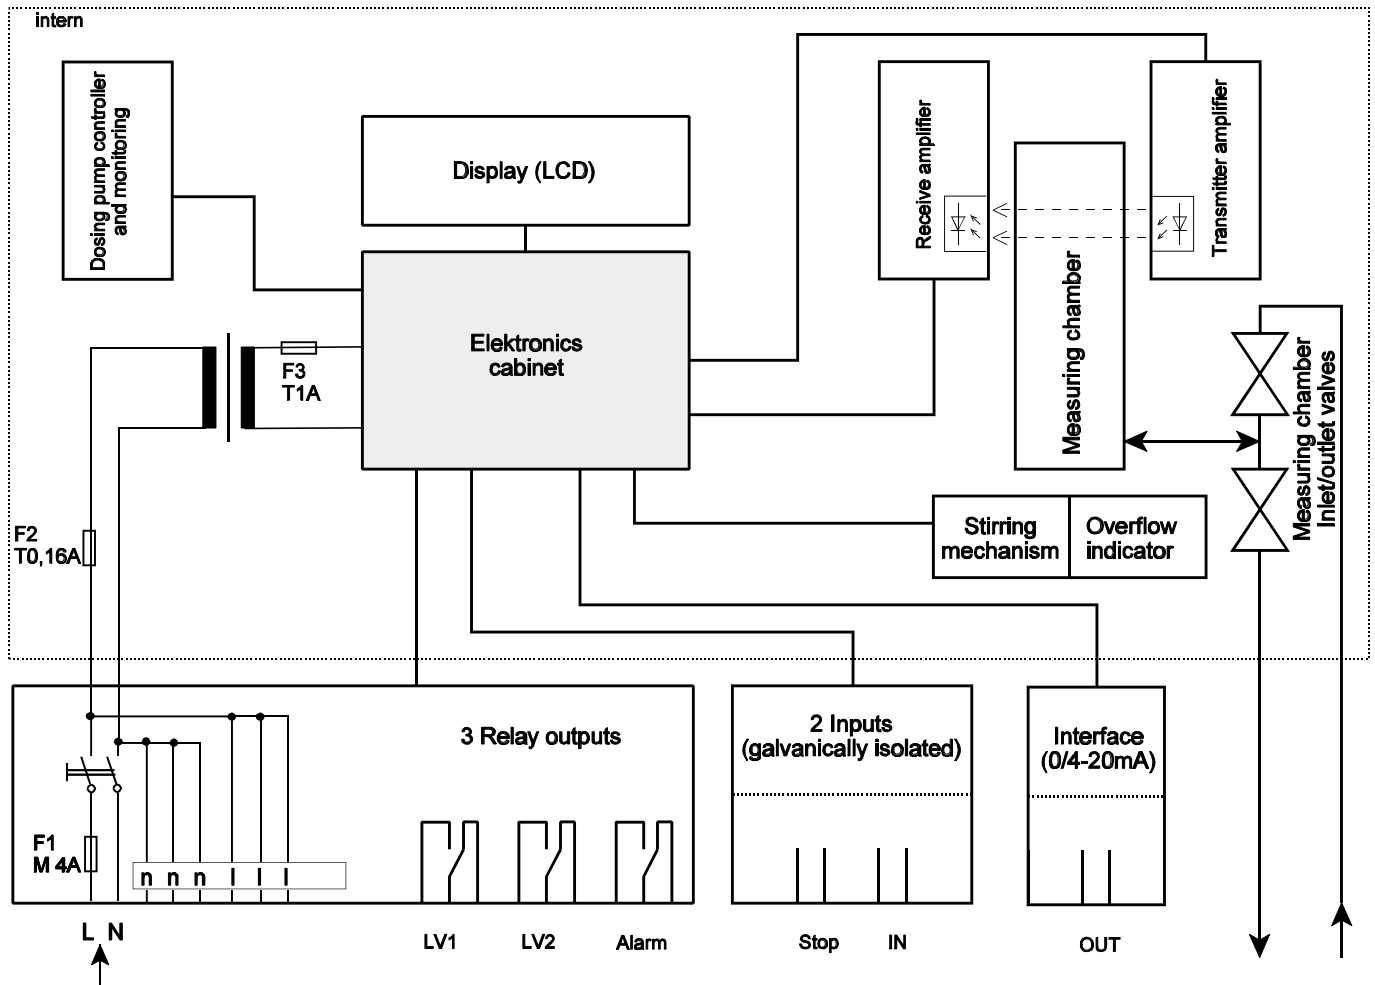 intern
Dosing pump controller
and monitoring
Display (LCD)
Receive amplifier
Transmitter amplifier
Measuring chamber
Elektronics
cabinet
F3
T1A
Measuring chamber
Inlet/outlet valves
F2
T0,16A
Stirring
mechanism
Overflow
indicator
3 Relay outputs
2 Inputs
(galvanically isolated)
Interface
(0/4-20mA)
F1
M 4A
n n n l l l
L N
LV1
LV2
Alarm
Stop
IN
OUT